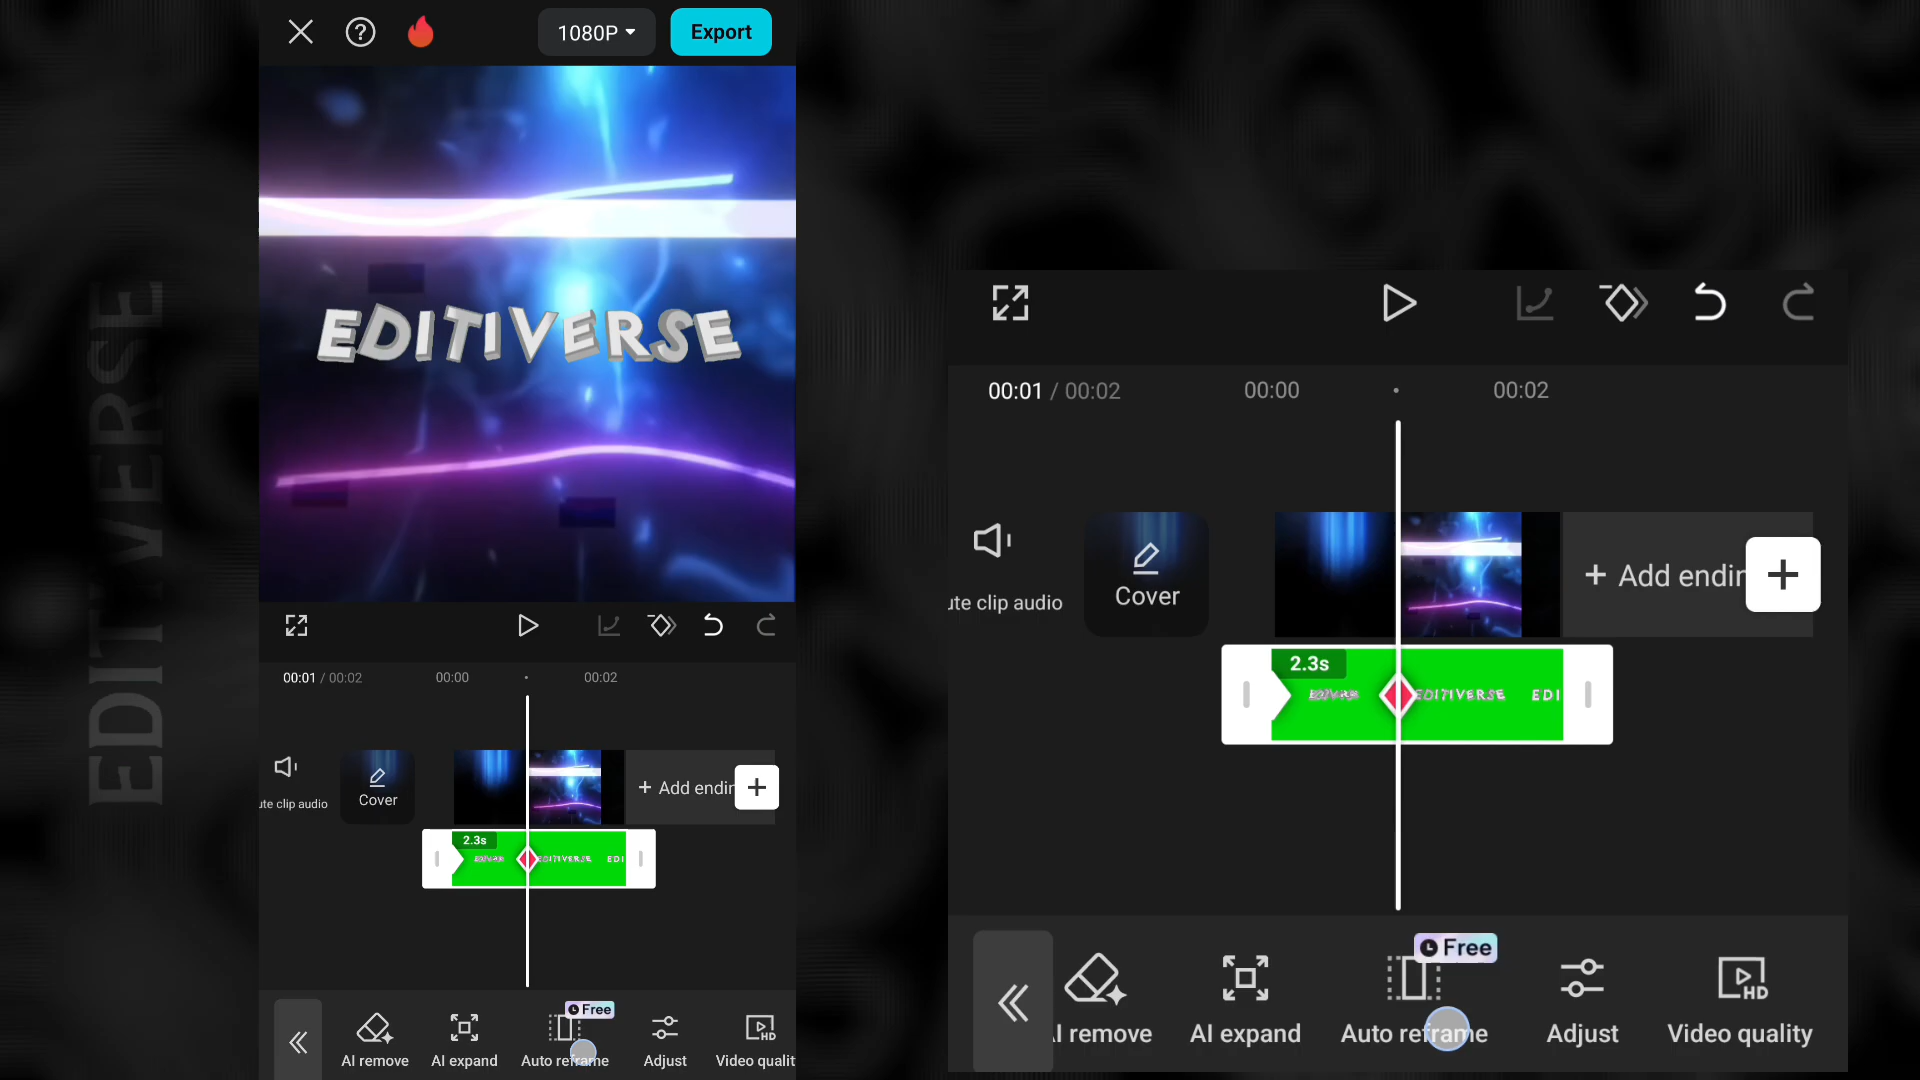 EDITIVERSE
1080P
Export
EDITIVERSE
00:01 / 00:02
00:00
00:02
ute clip audio
Cover
+ Add endin
2.3s
EDITIVERSE
EDI
AI remove
AI expand
Free
Auto reframe
Adjust
Video qualit
00:01 / 00:02
00:00
00:02
ute clip audio
Cover
+ Add endin
2.3s
EDITIVERSE
EDI
I remove
AI expand
Free
Auto reframe
Adjust
HD
Video quality